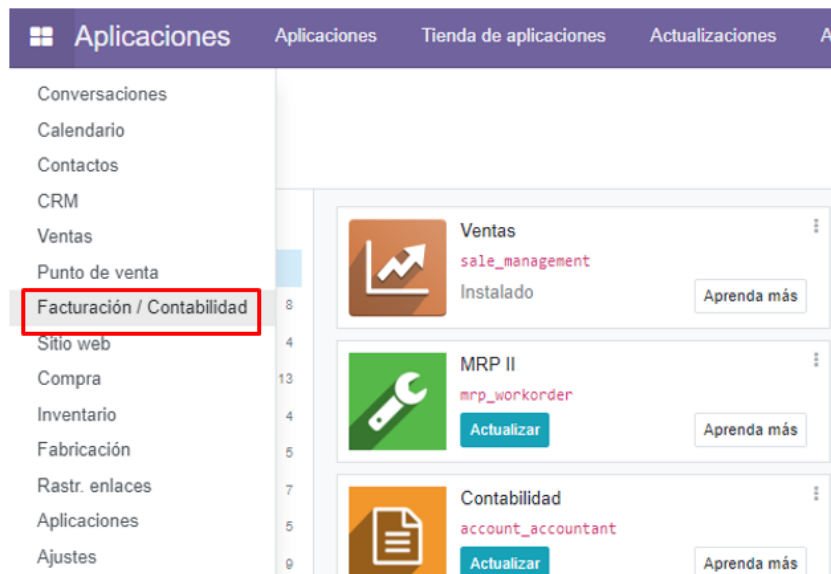 Aplicaciones Aplicaciones Tienda de aplicaciones Actualizaciones A
Conversaciones
Calendario
Contactos
CRM
Ventas
Punto de venta
Facturación / Contabilidad
Sitio web
Compra
Inventario
Fabricación
Rastr. enlaces
Aplicaciones
Ajustes
8
4
13
4
5
7
5
9
Ventas
sale_management
Instalado
Aprenda más
MRP II
mrp_workorder
Actualizar
Aprenda más
Contabilidad
account_accountant
Actualizar
Aprenda más